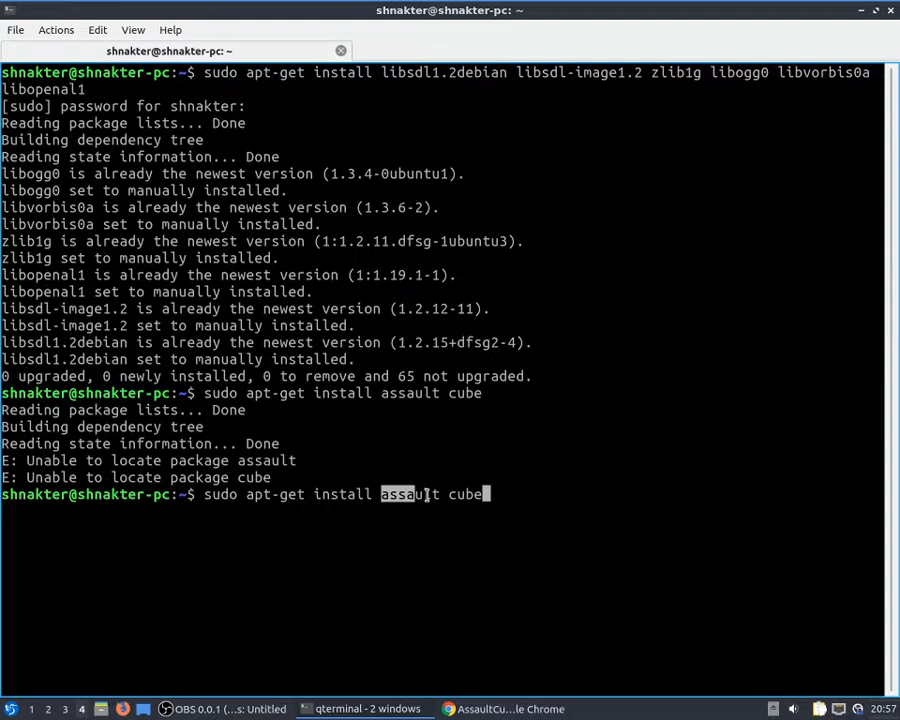 shnakter@shnakter-pc: ~
File Actions Edit View Help
shnakter@shnakter-pc: ~
shnakter@shnakter-pc:~$ sudo apt-get install libsdl1.2debian libsdl-image1.2 zlib1g libogg0 libvorbis0a
libopenal1
[sudo] password for shnakter:
Reading package lists... Done
Building dependency tree
Reading state information... Done
libogg0 is already the newest version (1.3.4-0ubuntu1).
libogg0 set to manually installed.
libvorbis0a is already the newest version (1.3.6-2).
libvorbis0a set to manually installed.
zlib1g is already the newest version (1:1.2.11.dfsg-1ubuntu3).
zlib1g set to manually installed.
libopenal1 is already the newest version (1:1.19.1-1).
libopenal1 set to manually installed.
libsdl-image1.2 is already the newest version (1.2.12-11).
libsdl-image1.2 set to manually installed.
libsdl1.2debian is already the newest version (1.2.15+dfsg2-4).
libsdl1.2debian set to manually installed.
0 upgraded, 0 newly installed, 0 to remove and 65 not upgraded.
shnakter@shnakter-pc:~$ sudo apt-get install assault cube
Reading package lists... Done
Building dependency tree
Reading state information... Done
E: Unable to locate package assault
E: Unable to locate package cube
shnakter@shnakter-pc:~$ sudo apt-get install assault cube
1 2 3 4 OBS 0.0.1 (...s: Untitled qterminal - 2 windows AssaultCu...le Chrome 20:57